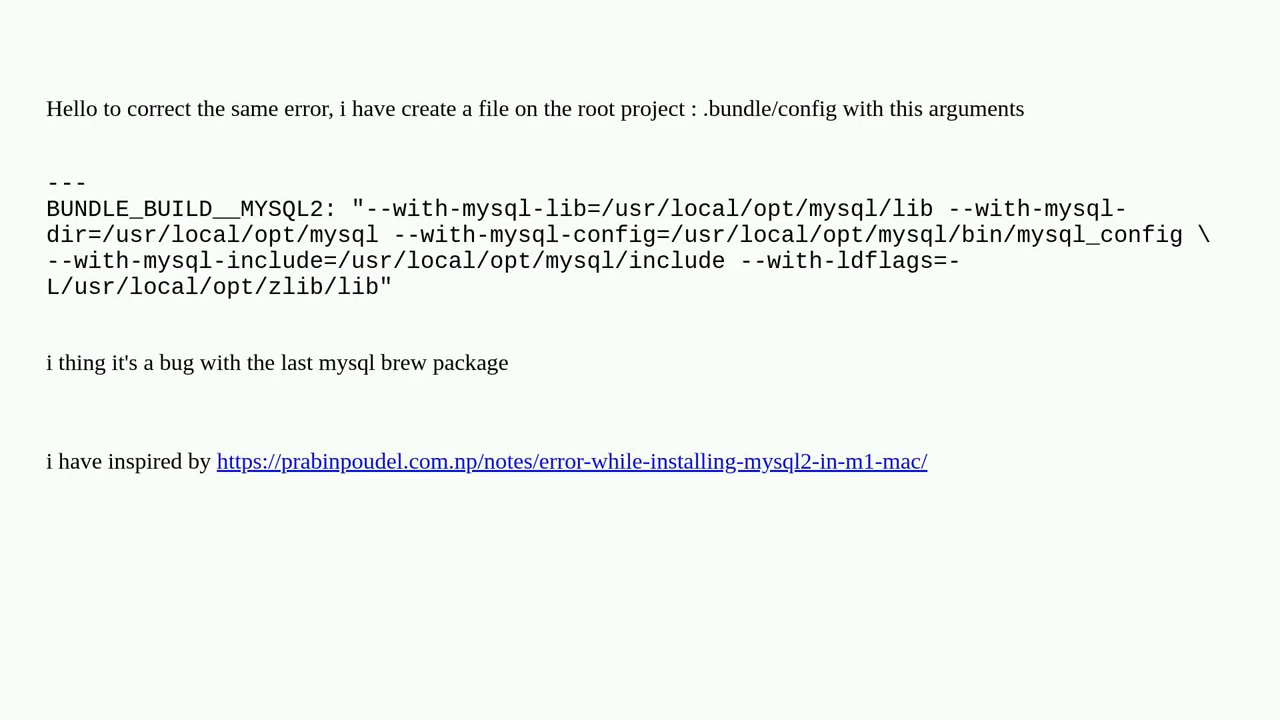 Hello to correct the same error, i have create a file on the root project : .bundle/config with this arguments
---
BUNDLE_BUILD__MYSQL2: "--with-mysql-lib=/usr/local/opt/mysql/lib --with-mysql-
dir=/usr/local/opt/mysql --with-mysql-config=/usr/local/opt/mysql/bin/mysql_config \
--with-mysql-include=/usr/local/opt/mysql/include --with-ldflags=-
L/usr/local/opt/zlib/lib"
i thing it's a bug with the last mysql brew package
i have inspired by https://prabinpoudel.com.np/notes/error-while-installing-mysql2-in-m1-mac/